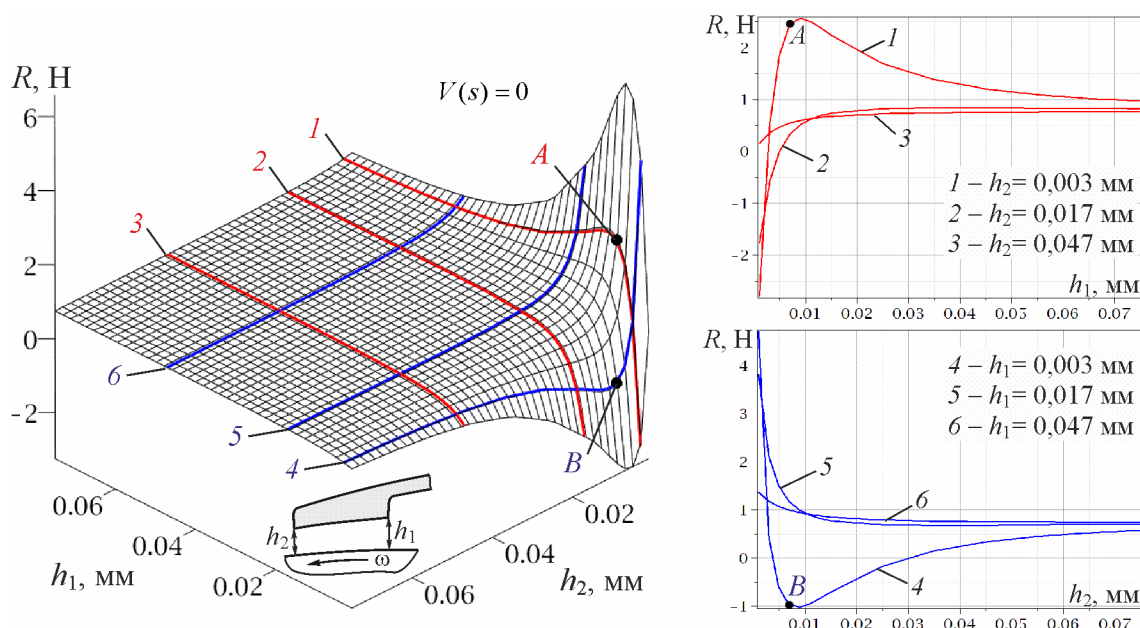 R, Н
V(s) = 0
6
4
2
0
-2
1
2
3
A
6
5
4
B
0.06
0.04
0.02
h₁, мм
0.02
0.04
0.06
h₂, мм
h₂
h₁
ω
R, Н
2
1
0
-1
-2
A
1
3
2
1 – h₂= 0,003 мм
2 – h₂= 0,017 мм
3 – h₂= 0,047 мм
h₁, мм
0.01
0.02
0.03
0.04
0.05
0.06
0.07
R, Н
4
3
2
1
0
-1
4 – h₁= 0,003 мм
5 – h₁= 0,017 мм
6 – h₁= 0,047 мм
5
6
4
B
h₂, мм
0.01
0.02
0.03
0.04
0.05
0.06
0.07